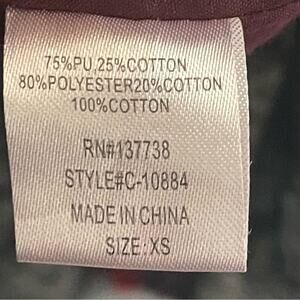 75%PU.25%COTTON
80%POLYESTER20%COTTON
100%COTTON
RN#137738
STYLE#C-10884
MADE IN CHINA
SIZE:XS